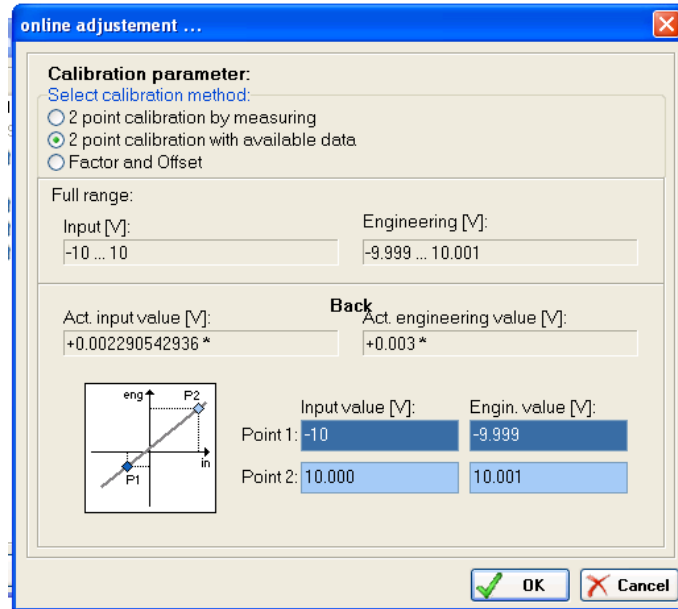 online adjustement ...
Calibration parameter:
Select calibration method:
2 point calibration by measuring
2 point calibration with available data
Factor and Offset
Full range:
Input [V]: Engineering [V]:
-10 ... 10 -9.999 ... 10.001
Back
Act. input value [V]: Act. engineering value [V]:
+0.002290542936 * +0.003 *
eng P2
in
P1
Input value [V]: Engin. value [V]:
Point 1: -10 -9.999
Point 2: 10.000 10.001
OK Cancel